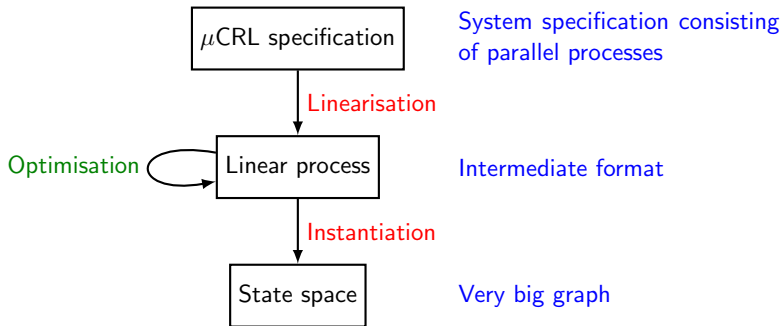 μCRL specification
System specification consisting
of parallel processes
Linearisation
Optimisation
Linear process
Intermediate format
Instantiation
State space
Very big graph